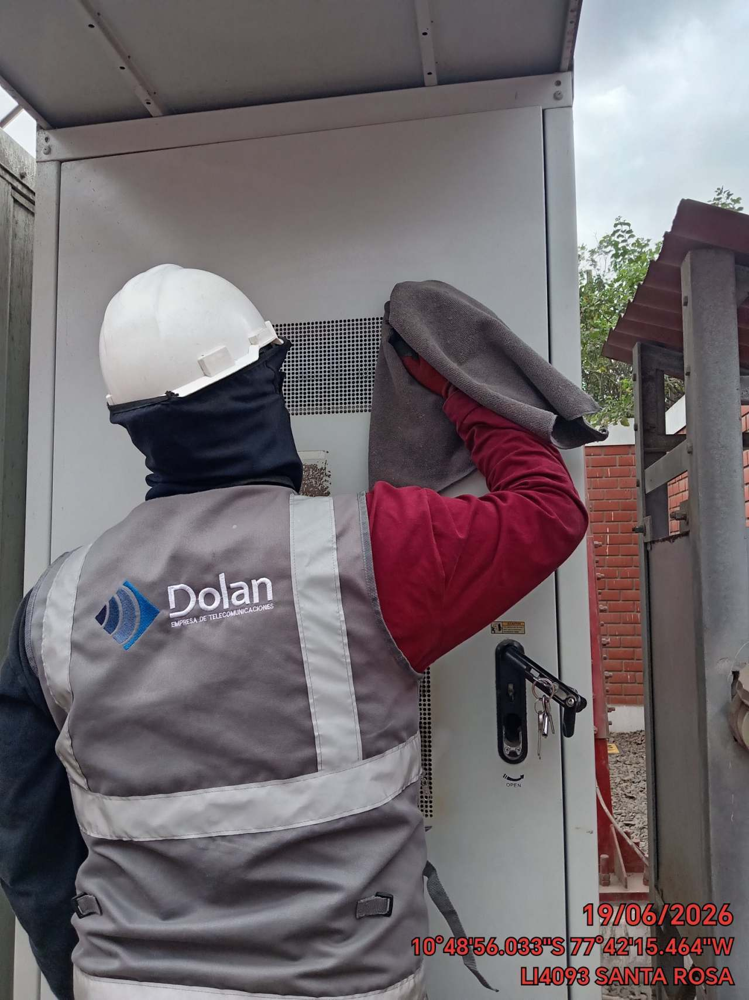 Dolan
EMPRESA DE TELECOMUNICACIONES
OPEN
19/06/2026
10°48'56.033"S 77°42'15.464"W
LI4093 SANTA ROSA